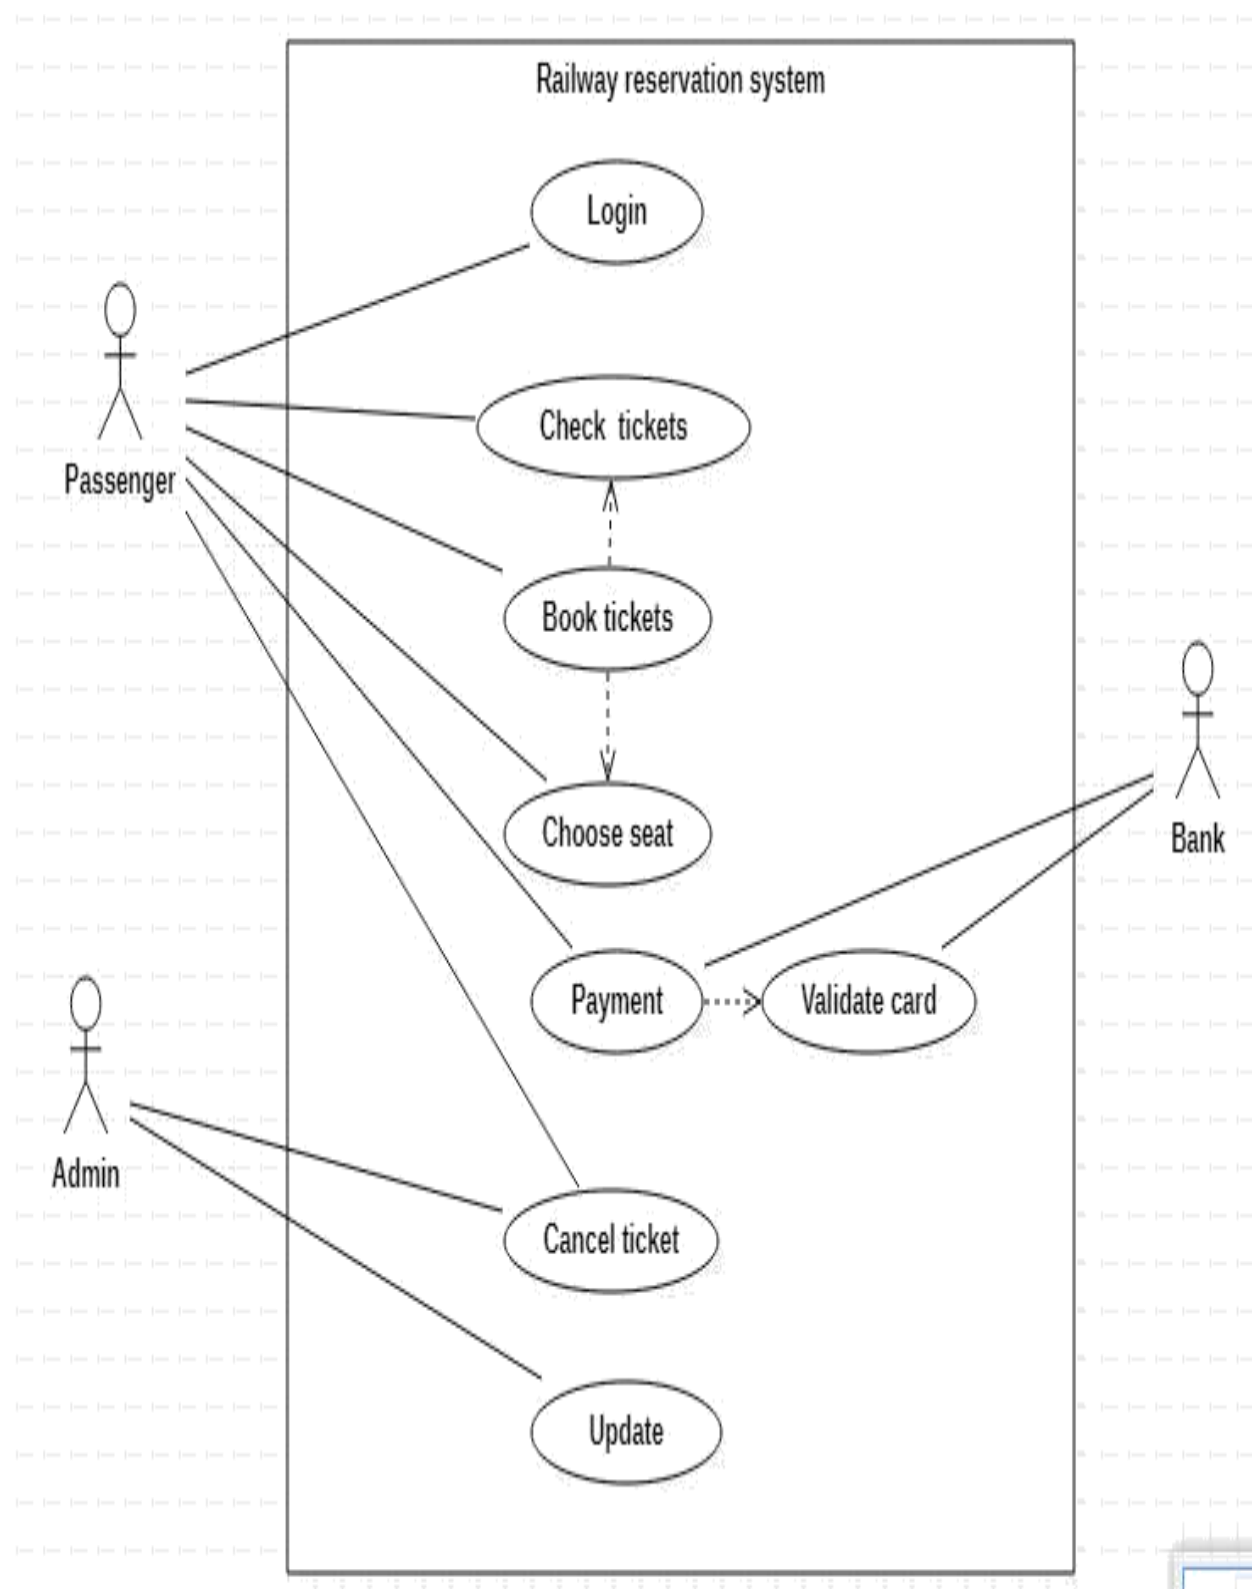 Railway reservation system
Login
Check tickets
Passenger
Book tickets
Choose seat
Bank
Payment
Validate card
Admin
Cancel ticket
Update